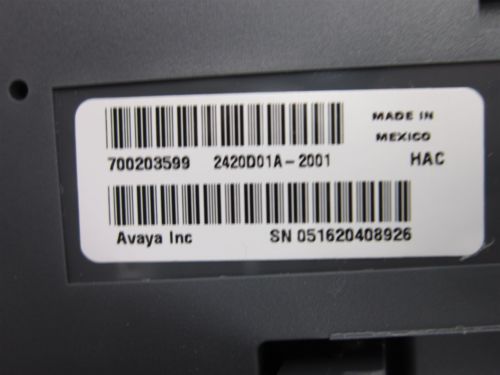 MADE IN
MEXICO
700203599 2420D01A-2001 HAC
Avaya Inc SN 051620408926